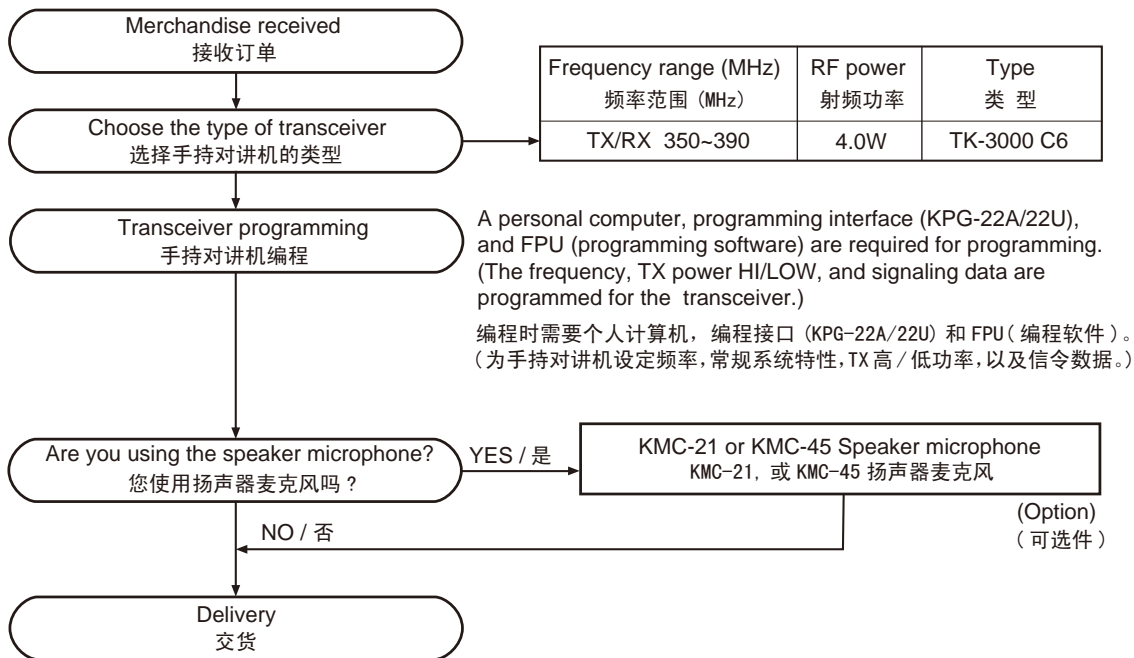 Merchandise received
接收订单
Frequency range (MHz) RF power Type
频率范围 (MHz) 射频功率 类 型
TX/RX 350~390 4.0W TK-3000 C6
Choose the type of transceiver
选择手持对讲机的类型
Transceiver programming
手持对讲机编程
A personal computer, programming interface (KPG-22A/22U),
and FPU (programming software) are required for programming.
(The frequency, TX power HI/LOW, and signaling data are
programmed for the transceiver.)
编程时需要个人计算机，编程接口 (KPG-22A/22U) 和 FPU( 编程软件 )。
(为手持对讲机设定频率，常规系统特性，TX 高 / 低功率，以及信令数据。)
Are you using the speaker microphone?
您使用扬声器麦克风吗 ?
YES / 是
KMC-21 or KMC-45 Speaker microphone
KMC-21, 或 KMC-45 扬声器麦克风
(Option)
( 可选件 )
NO / 否
Delivery
交货